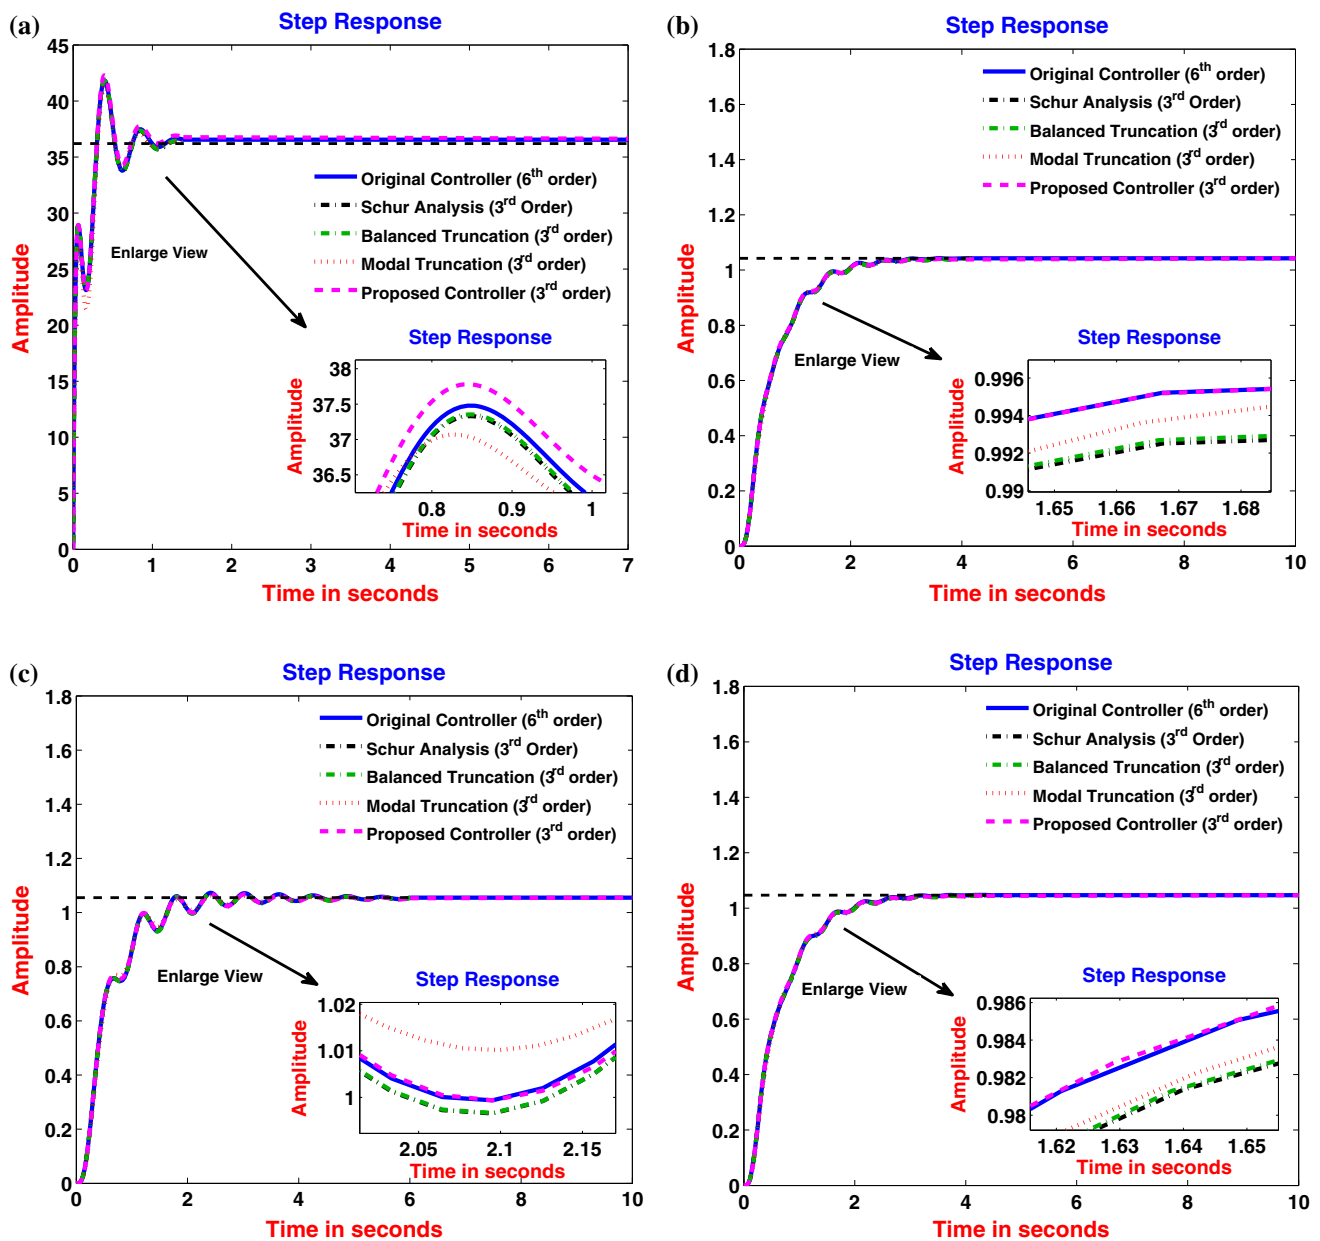 (a)
Step Response
45
40
35
30
25
20
15
10
5
0
Amplitude
Original Controller (6th order)
Schur Analysis (3rd Order)
Balanced Truncation (3rd order)
Modal Truncation (3rd order)
Proposed Controller (3rd order)
Enlarge View
Step Response
38
37.5
37
36.5
Amplitude
0.8 0.9 1
Time in seconds
0 1 2 3 4 5 6 7
Time in seconds
(b)
Step Response
1.8
1.6
1.4
1.2
1
0.8
0.6
0.4
0.2
0
Amplitude
Original Controller (6th order)
Schur Analysis (3rd Order)
Balanced Truncation (3rd order)
Modal Truncation (3rd order)
Proposed Controller (3rd order)
Enlarge View
Step Response
0.996
0.994
0.992
0.99
Amplitude
1.65 1.66 1.67 1.68
Time in seconds
0 2 4 6 8 10
Time in seconds
(c)
Step Response
1.8
1.6
1.4
1.2
1
0.8
0.6
0.4
0.2
0
Amplitude
Original Controller (6th order)
Schur Analysis (3rd Order)
Balanced Truncation (3rd order)
Modal Truncation (3rd order)
Proposed Controller (3rd order)
Enlarge View
Step Response
1.02
1.01
1
Amplitude
2.05 2.1 2.15
Time in seconds
0 2 4 6 8 10
Time in seconds
(d)
Step Response
1.8
1.6
1.4
1.2
1
0.8
0.6
0.4
0.2
0
Amplitude
Original Controller (6th order)
Schur Analysis (3rd Order)
Balanced Truncation (3rd order)
Modal Truncation (3rd order)
Proposed Controller (3rd order)
Enlarge View
Step Response
0.986
0.984
0.982
0.98
Amplitude
1.62 1.63 1.64 1.65
Time in seconds
0 2 4 6 8 10
Time in seconds